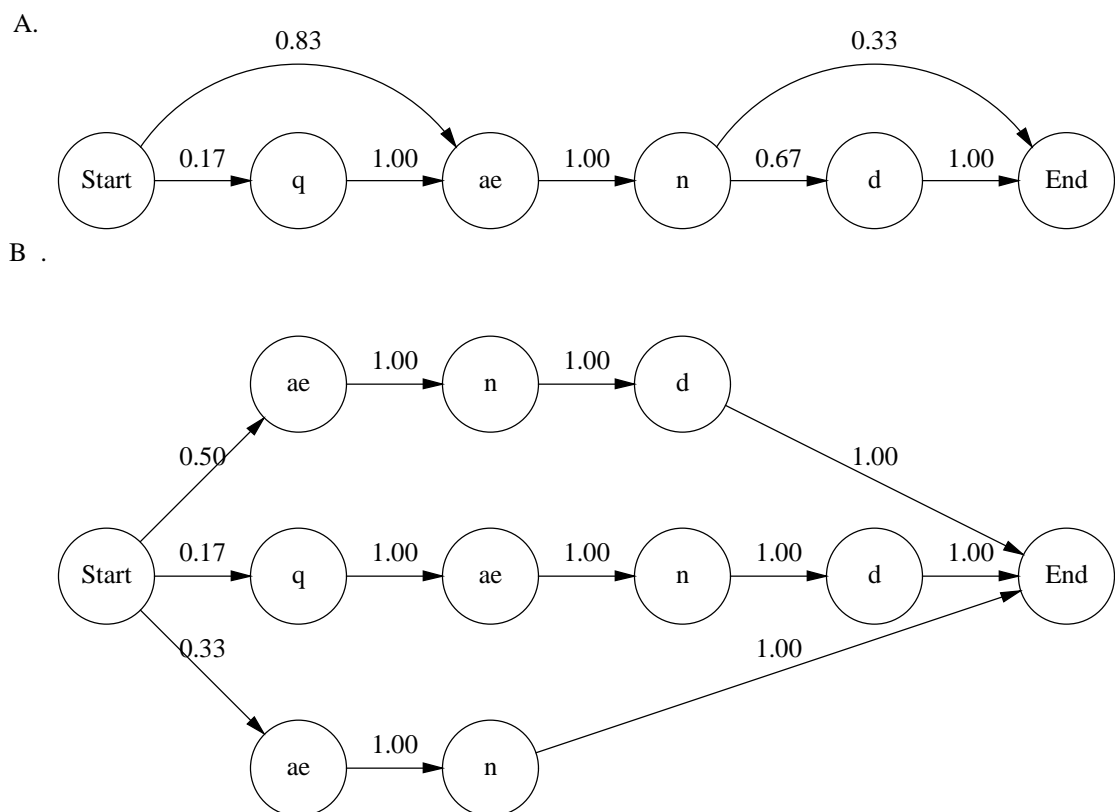 A.
0.83 0.33
Start 0.17 q 1.00 ae 1.00 n 0.67 d 1.00 End
B .
ae 1.00 n 1.00 d
0.50 1.00
Start 0.17 q 1.00 ae 1.00 n 1.00 d 1.00 End
0.33 1.00
ae 1.00 n